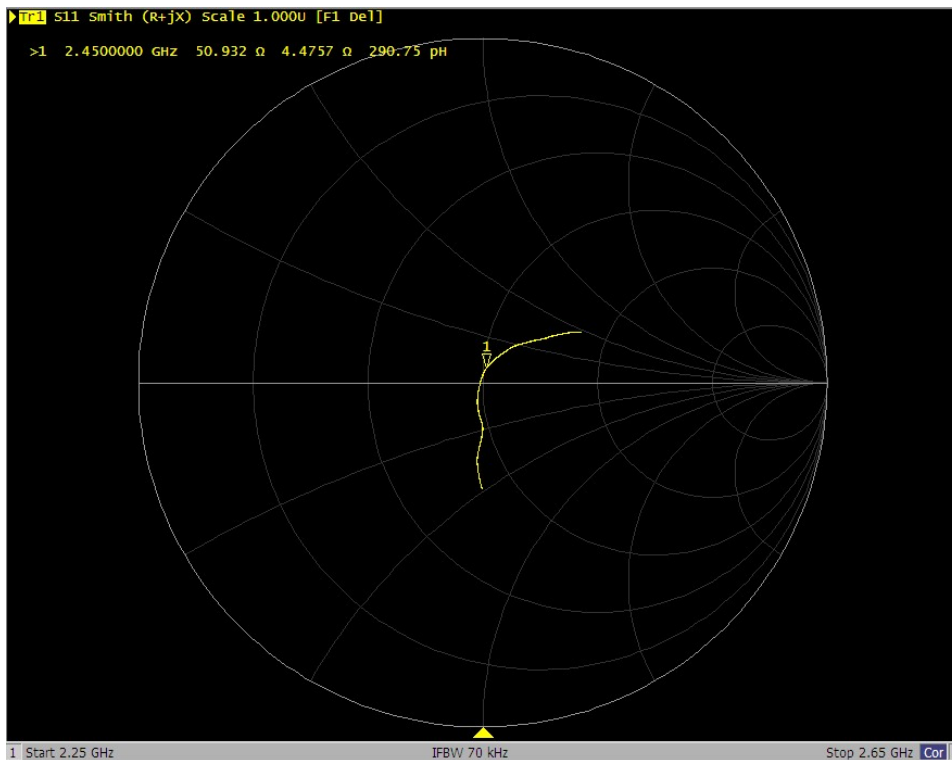 Tr1 S11 Smith (R+jX) Scale 1.000U [F1 Del]
>1 2.4500000 GHz 50.932 Ω 4.4757 Ω 290.75 pH
1
1 Start 2.25 GHz IFBW 70 kHz Stop 2.65 GHz Cor